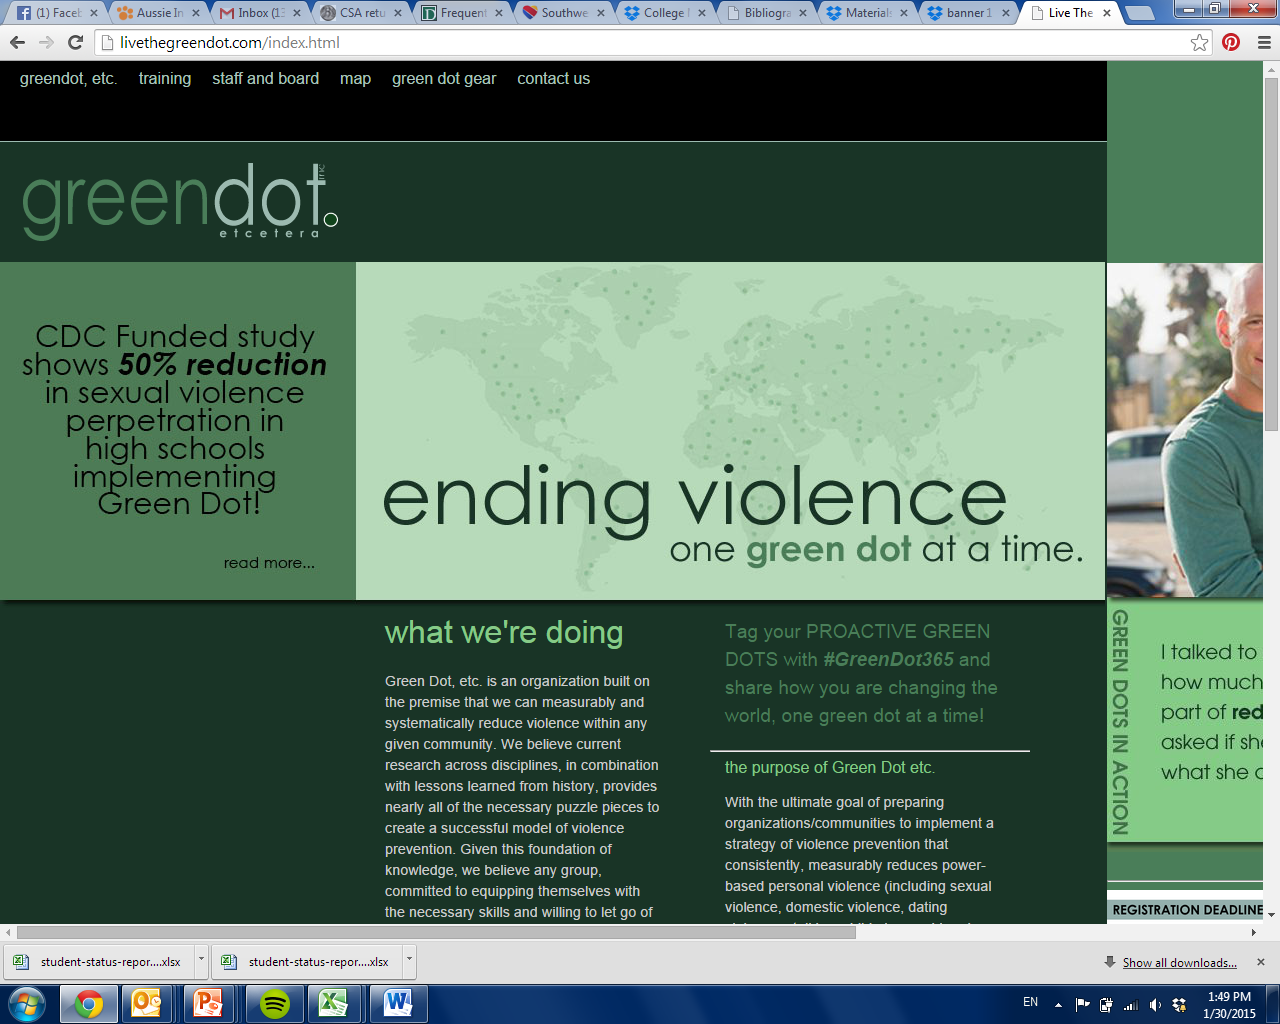 (1) Faceb
Aussie In
Inbox (13
CSA retu
Frequent
Southwe
College
Bibliogra
Materials
banner 1
Live The
livethegreendot.com/index.html
greendot, etc. training staff and board map green dot gear contact us
greendot.
inc
etcetera
CDC Funded study
shows 50% reduction
in sexual violence
perpetration in
high schools
implementing
Green Dot!
read more...
ending violence
one green dot at a time.
what we're doing
Green Dot, etc. is an organization built on
the premise that we can measurably and
systematically reduce violence within any
given community. We believe current
research across disciplines, in combination
with lessons learned from history, provides
nearly all of the necessary puzzle pieces to
create a successful model of violence
prevention. Given this foundation of
knowledge, we believe any group,
committed to equipping themselves with
the necessary skills and willing to let go of
Tag your PROACTIVE GREEN
DOTS with #GreenDot365 and
share how you are changing the
world, one green dot at a time!
the purpose of Green Dot etc.
With the ultimate goal of preparing
organizations/communities to implement a
strategy of violence prevention that
consistently, measurably reduces power-
based personal violence (including sexual
violence, domestic violence, dating
GREEN DOTS IN ACTION
I talked to
how much
part of red
asked if she
what she c
REGISTRATION DEADLINE
student-status-repor....xlsx
student-status-repor....xlsx
Show all downloads...
EN
1:49 PM
1/30/2015